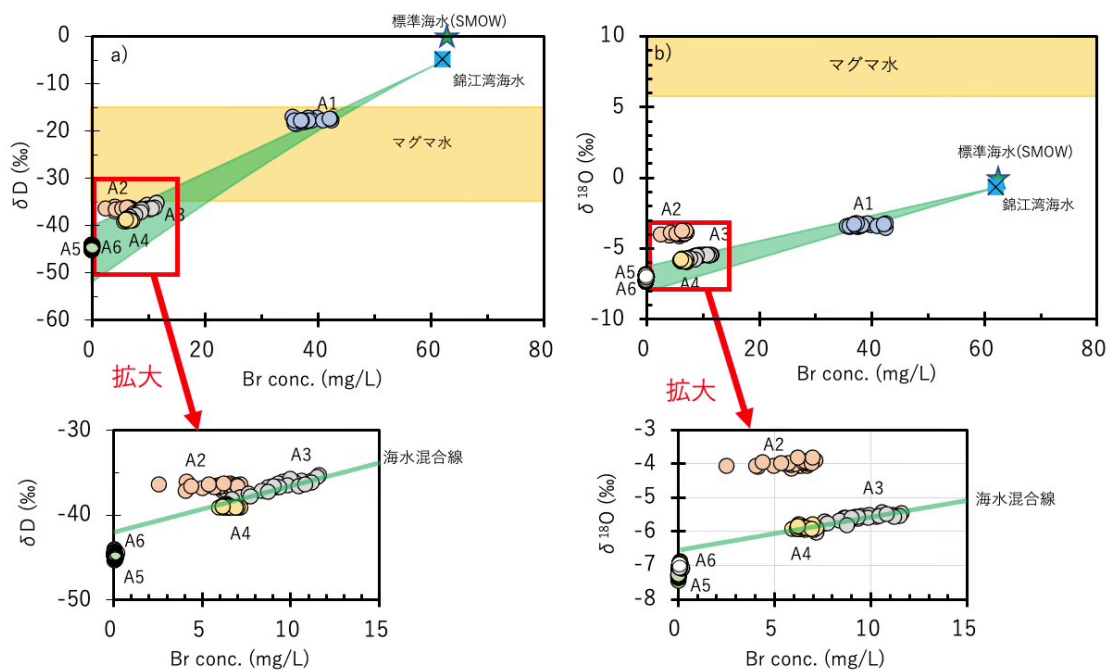 a)
標準海水(SMOW)
錦江湾海水
A1
マグマ水
A2
A3
A4
A5
A6
0
-10
-20
-30
-40
-50
-60
δD (‰)
0 20 40 60 80
Br conc. (mg/L)
拡大
b)
マグマ水
標準海水(SMOW)
錦江湾海水
A1
A2
A3
A4
A5
A6
10
5
0
-5
-10
δ¹⁸O (‰)
0 20 40 60 80
Br conc. (mg/L)
拡大
-30
-40
-50
δD (‰)
A2
A3
海水混合線
A4
A6
A5
0 5 10 15
Br conc. (mg/L)
-3
-4
-5
-6
-7
-8
δ¹⁸O (‰)
A2
A3
海水混合線
A4
A6
A5
0 5 10 15
Br conc. (mg/L)